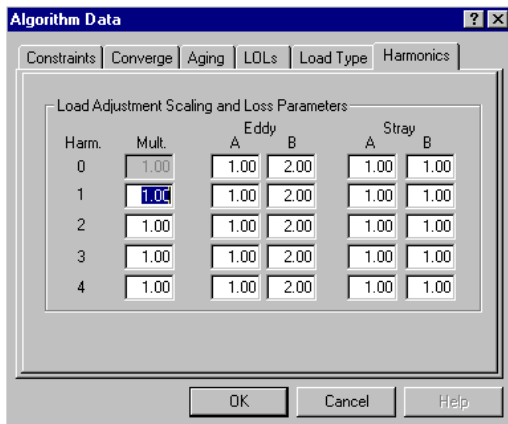 Algorithm Data
Constraints Converge Aging LOLs Load Type Harmonics
Load Adjustment Scaling and Loss Parameters
Eddy Stray
Harm. Mult. A B A B
0 1.00 1.00 2.00 1.00 1.00
1 1.00 1.00 2.00 1.00 1.00
2 1.00 1.00 2.00 1.00 1.00
3 1.00 1.00 2.00 1.00 1.00
4 1.00 1.00 2.00 1.00 1.00
OK Cancel Help